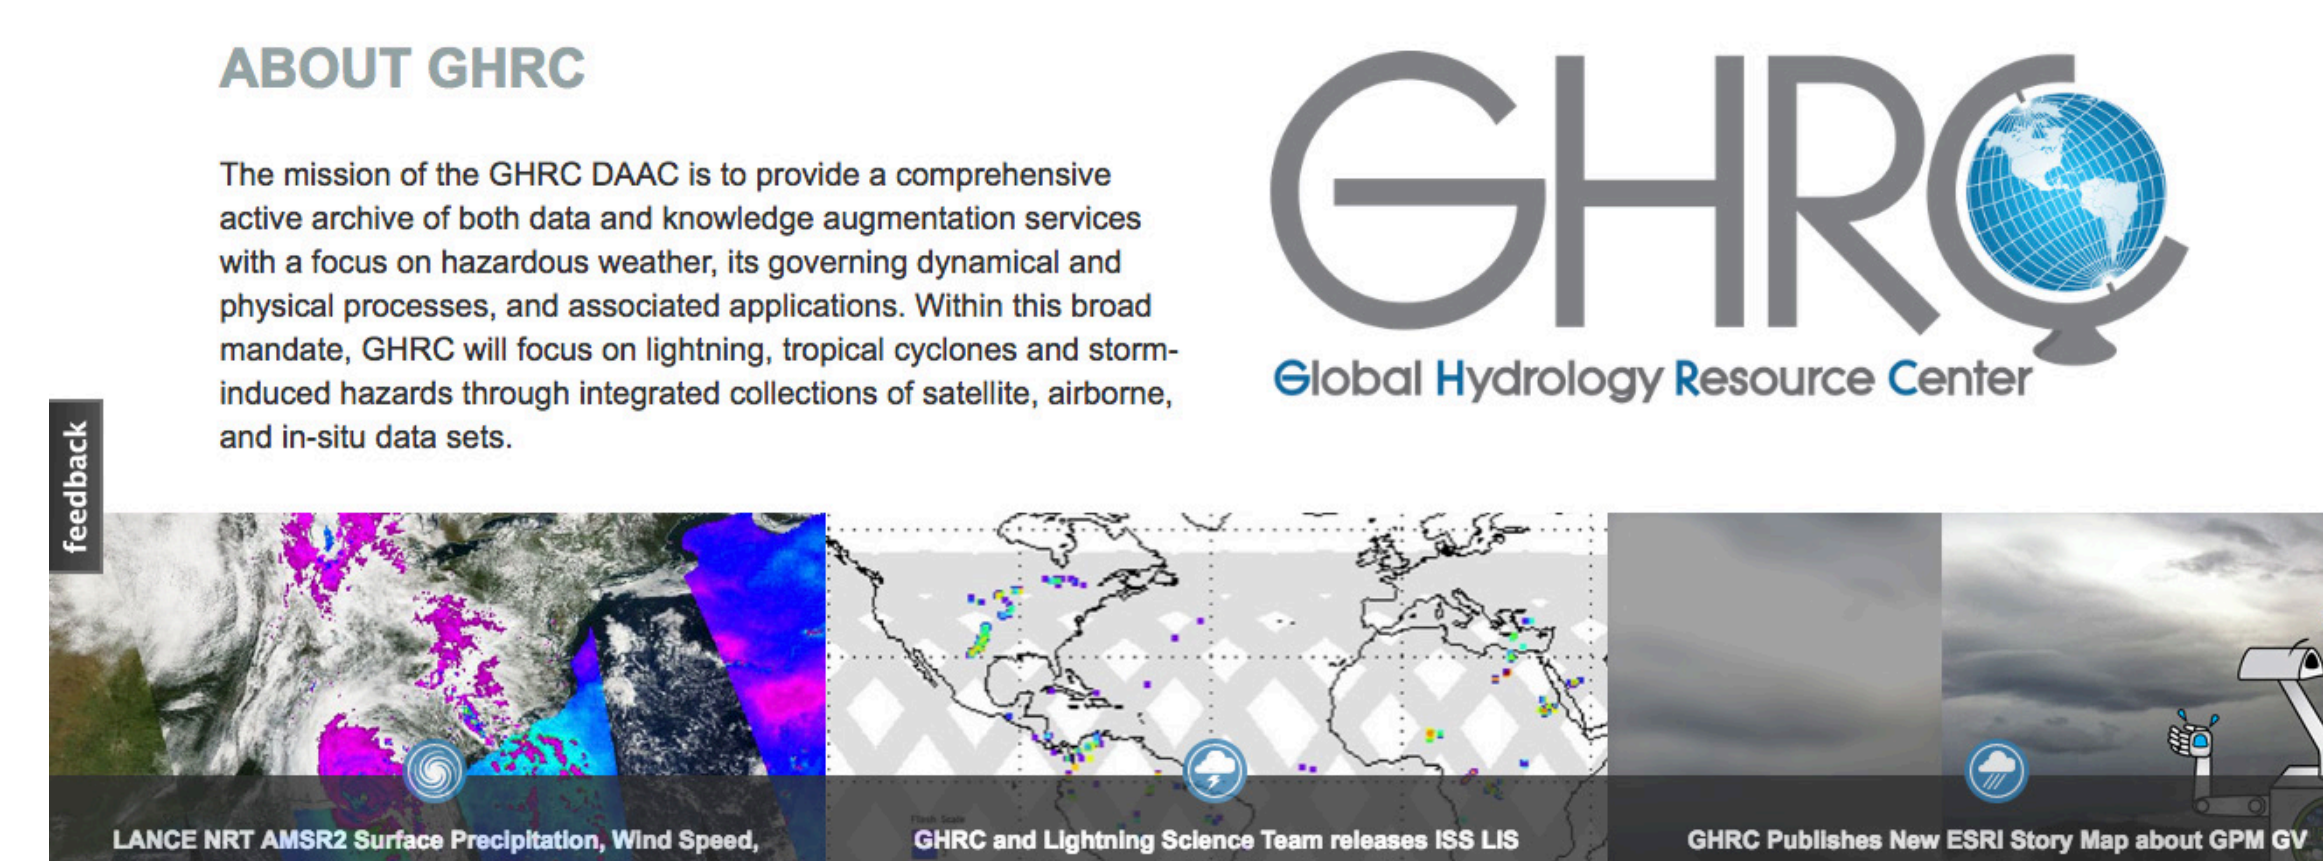 ABOUT GHRC
The mission of the GHRC DAAC is to provide a comprehensive
active archive of both data and knowledge augmentation services
with a focus on hazardous weather, its governing dynamical and
physical processes, and associated applications. Within this broad
mandate, GHRC will focus on lightning, tropical cyclones and storm-
induced hazards through integrated collections of satellite, airborne,
and in-situ data sets.
GHRC
Global Hydrology Resource Center
feedback
LANCE NRT AMSR2 Surface Precipitation, Wind Speed,
Flash Scale
GHRC and Lightning Science Team releases ISS LIS
GHRC Publishes New ESRI Story Map about GPM GV